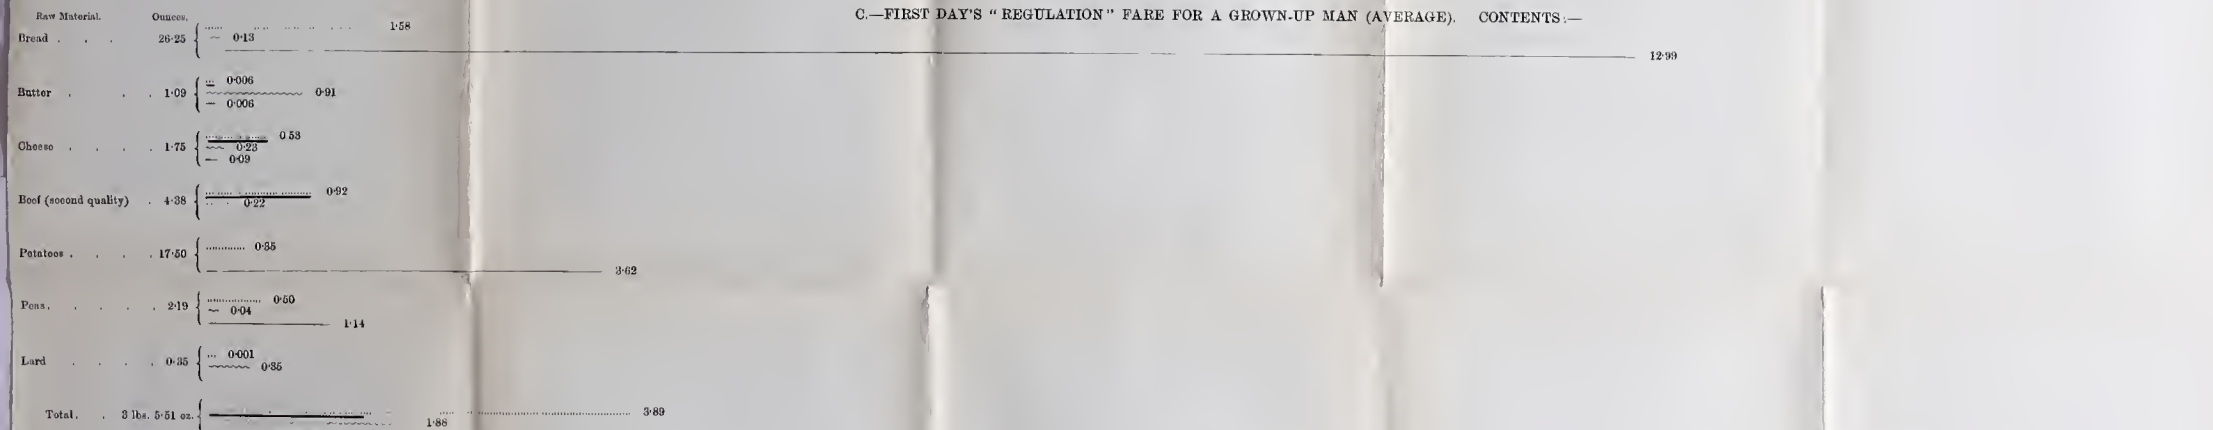 C.—FIRST DAY'S "REGULATION" FARE FOR A GROWN-UP MAN (AVERAGE). CONTENTS:—
Raw Material. Ounces.
1·58
Bread . . . 26·25 0·13
12·99
0·006
Butter . . . 1·09 0·91
0·006
0·53
Cheese . . . . 1·75 0·23
0·09
0·92
Beef (second quality) . 4·38 0·22
0·35
Potatoes . . . . 17·50
3·62
0·50
Peas. . . . . 2·19 0·04
1·14
0·001
Lard . . . . 0·35 0·35
Total. . 3 lbs. 5·51 oz. 3·89
1·86